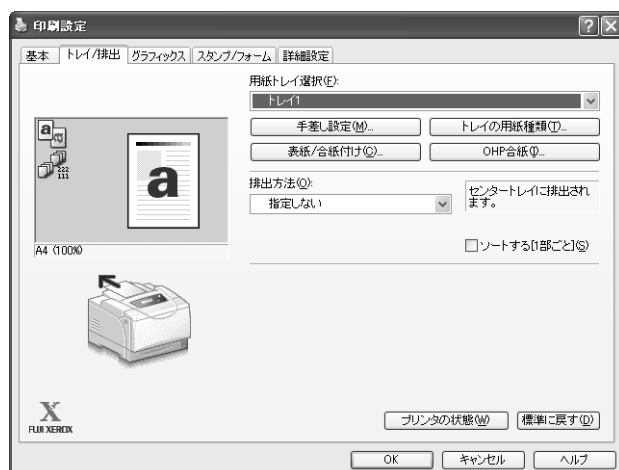 印刷設定
基本 トレイ/排出 グラフィックス スタンプ/フォーム 詳細設定
用紙トレイ選択(F):
トレイ1
手差し設定(M)... トレイの用紙種類(T)...
表紙/合紙付け(C)... OHP合紙(I)...
排出方法(O):
指定しない
センタートレイに排出されます。
ソートする[1部ごと](S)
a
a
222
111
a
A4 (100%)
X
FUJI XEROX
プリンタの状態(W) 標準に戻す(D)
OK キャンセル ヘルプ